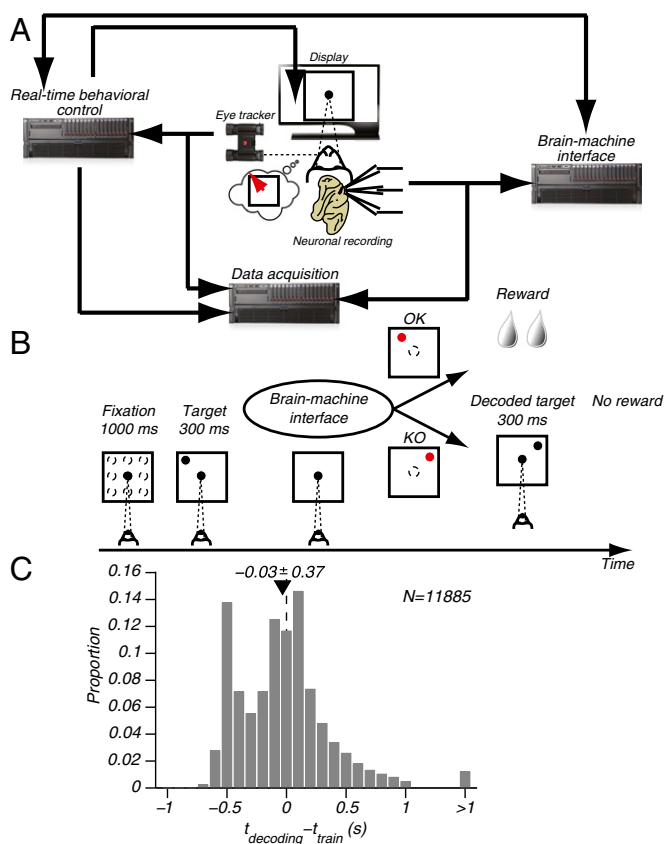 A
Display
Real-time behavioral
control
Eye tracker
Brain-machine
interface
Neuronal recording
Data acquisition
Reward
B
OK
Fixation
1000 ms
Target
300 ms
Brain-machine
interface
Decoded target
300 ms
No reward
KO
Time
C
−0.03 ± 0.37
N=11885
Proportion
0.16
0.14
0.12
0.1
0.08
0.06
0.04
0.02
0
−1
−0.5
0
0.5
1
>1
t_decoding−t_train (s)